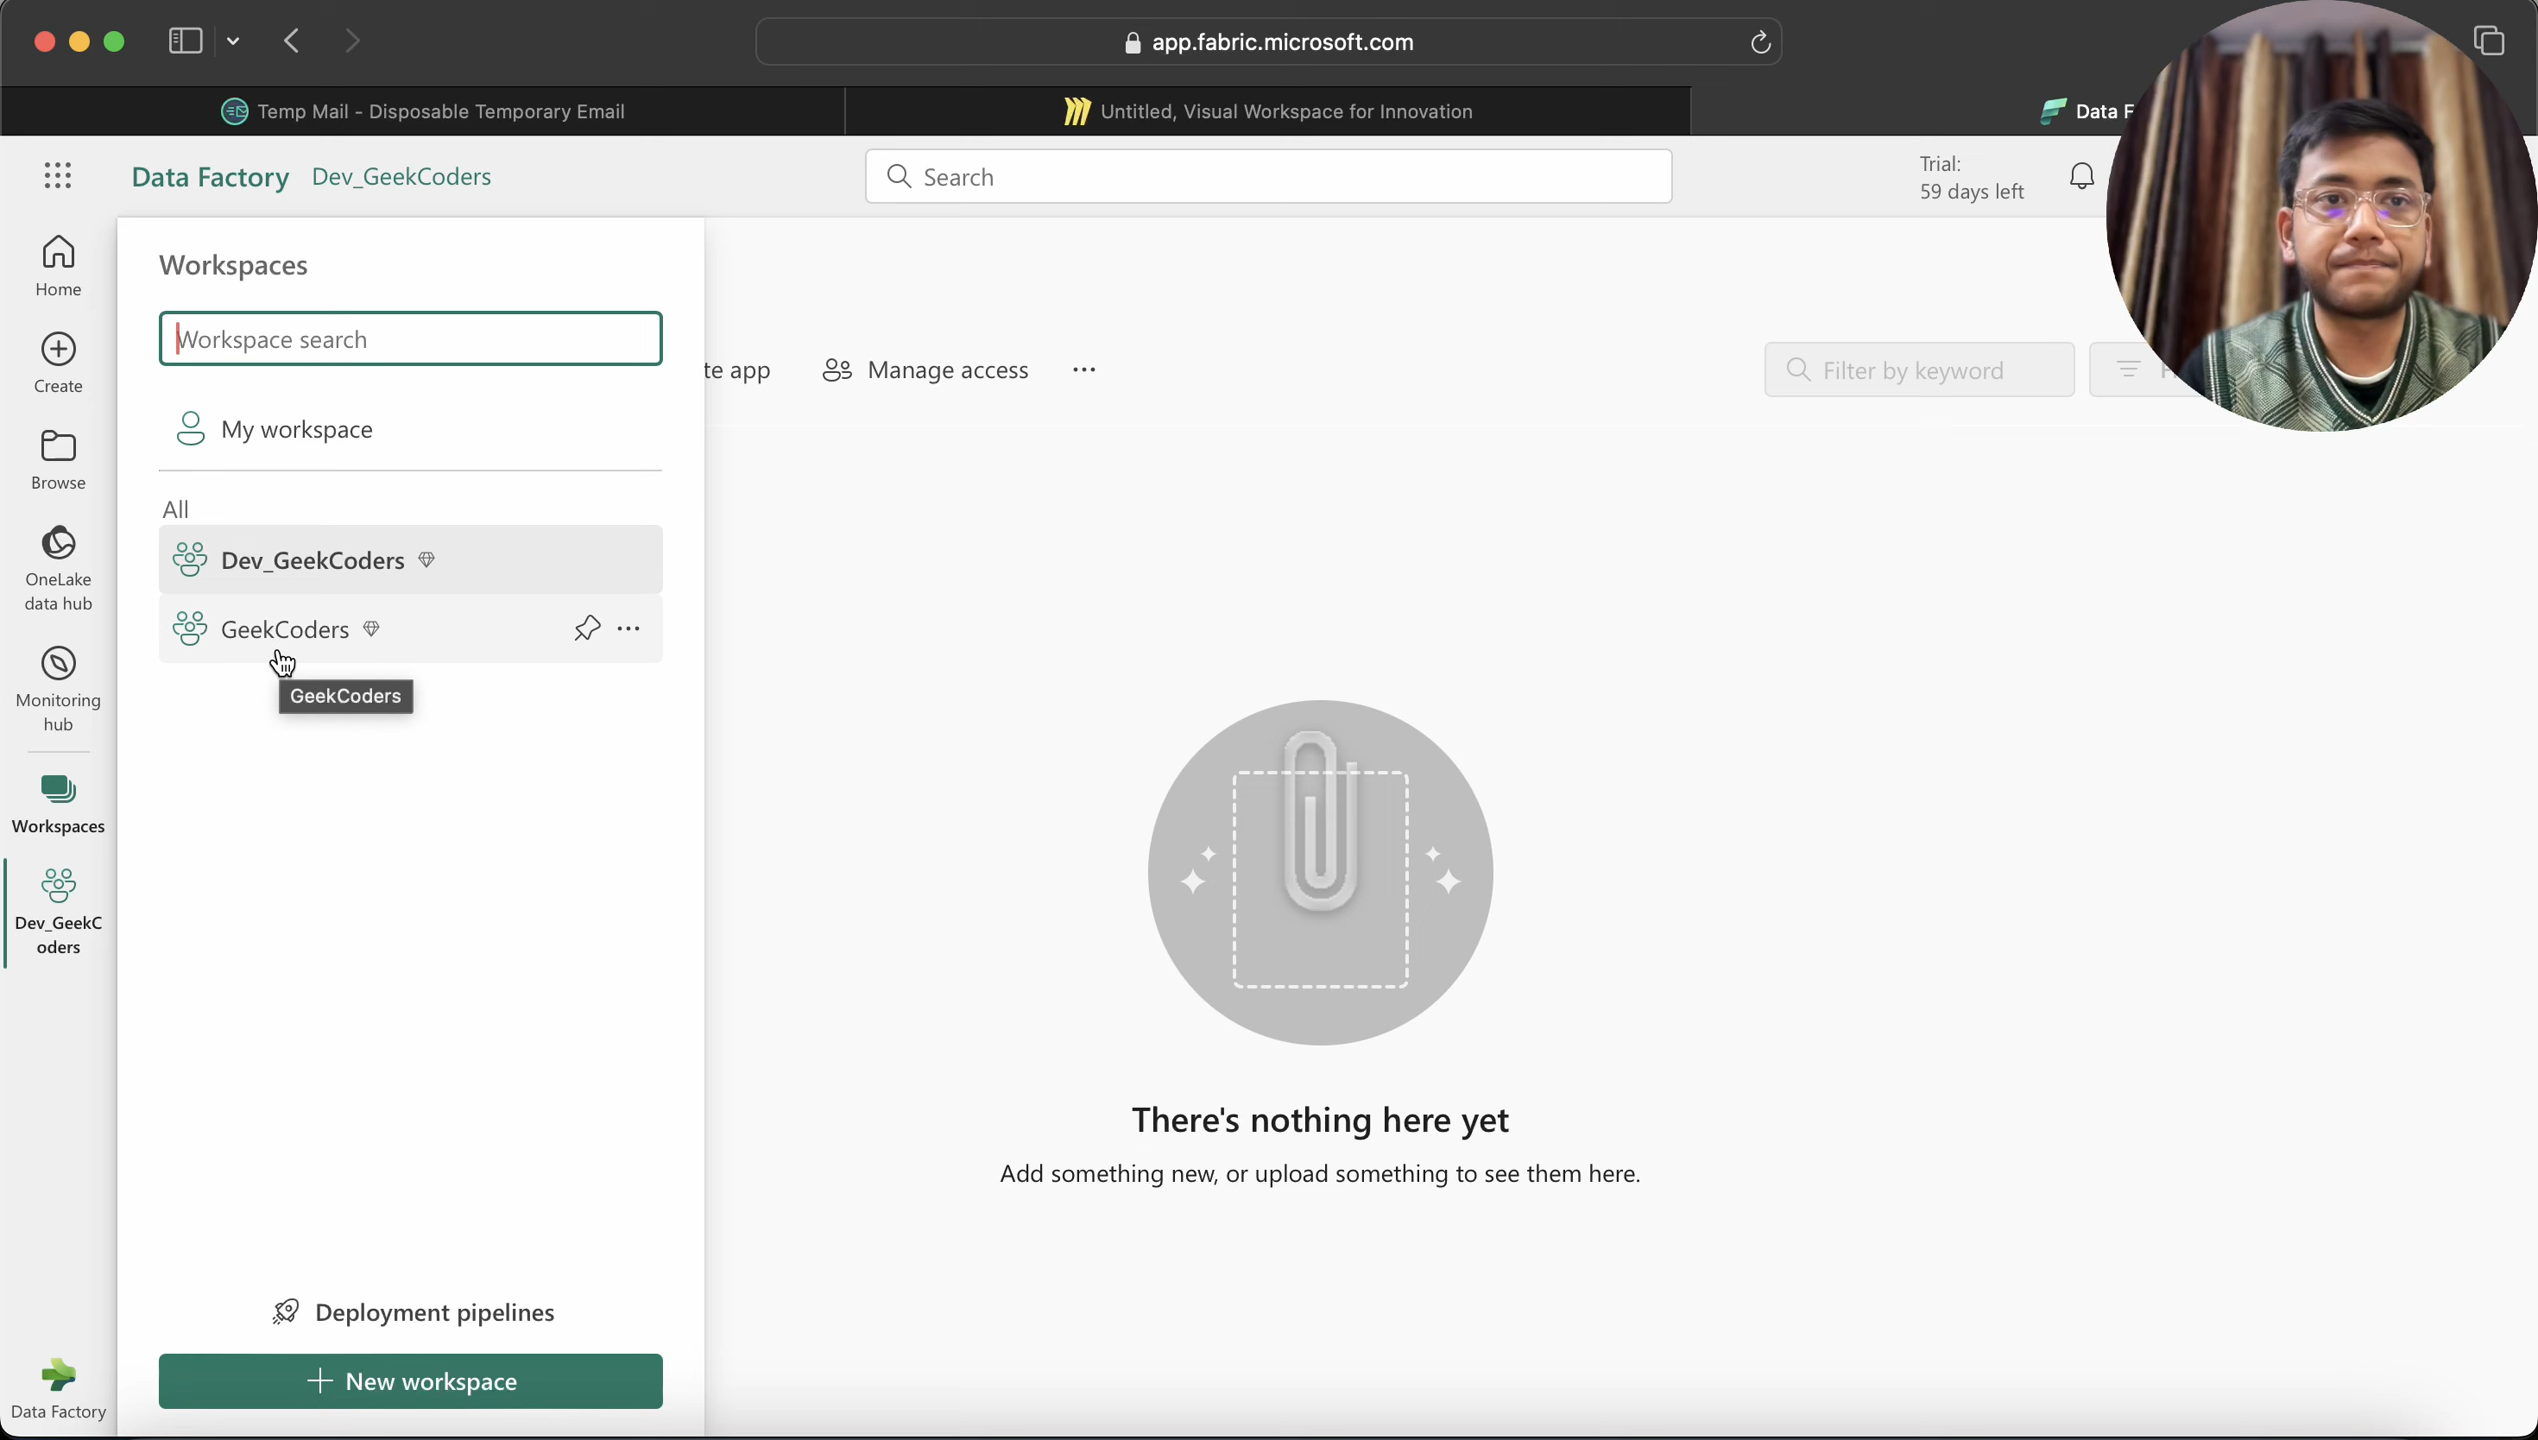 app.fabric.microsoft.com
Temp Mail - Disposable Temporary Email
Untitled, Visual Workspace for Innovation
Data F
Data Factory
Dev_GeekCoders
Search
Trial:
59 days left
Home
Create
Browse
OneLake
data hub
Monitoring
hub
Workspaces
Dev_GeekC
oders
Data Factory
Workspaces
Workspace search
My workspace
All
Dev_GeekCoders
GeekCoders
GeekCoders
Deployment pipelines
New workspace
te app
Manage access
Filter by keyword
There's nothing here yet
Add something new, or upload something to see them here.